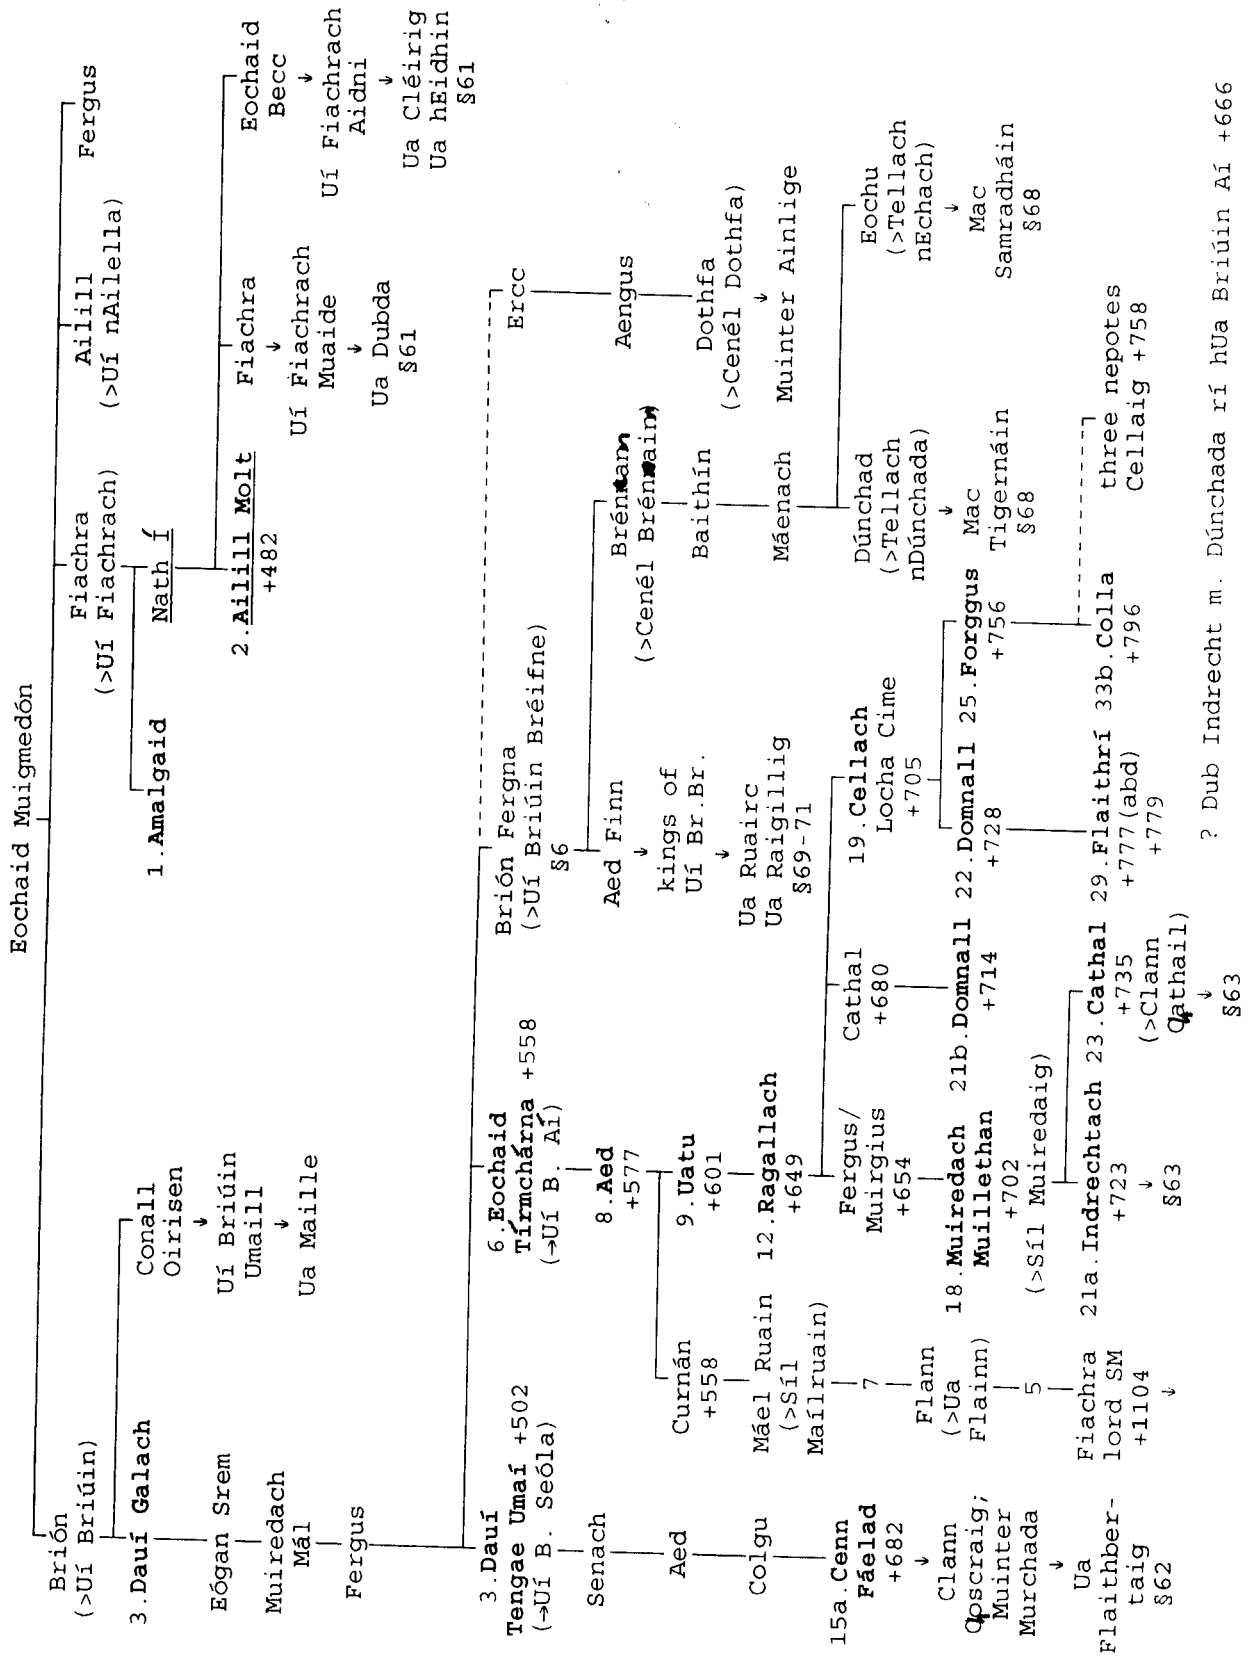 Eochaid Muigmedón
Brión
(>Uí Briúin)
Fiachra
(>Uí Fiachrach)
Ailill
(>Uí nAilella)
Fergus
3.Dauí Galach
Conall
Oirisen
↓
Uí Briúin
Umaill
↓
Ua Maille
1.Amalgaid
Nath Í
2.Ailill Molt
+482
Fiachra
↓
Uí Fiachrach
Muaide
↓
Ua Dubda
§61
Eochaid
Becc
↓
Uí Fiachrach
Aidni
↓
Ua Cléirig
Ua hEidhin
§61
Eógan Srem
Muiredach
Mál
Fergus
3.Dauí
Tengae Umaí +502
(→Uí B. Seóla)
6.Eochaid
Tírmchárna +558
(→Uí B. Aí)
Brión Fergna
(>Uí Briúin Bréifne)
§6
Ercc
Senach
8.Aed
+577
Aed Finn
↓
kings of
Uí Br.Br.
↓
Ua Ruairc
Ua Raigillig
§69-71
(>Cenél
Aengus
Aed
Curnán
+558
9.Uatu
+601
Baithín
Dothfa
(>Cenél Dothfa)
↓
Muinter Ainlige
Colgu
Máel Ruain
(>Síl
Maílruain)
12.Ragallach
+649
Máenach
15a.Cenn
Fáelad
+682
↓
Clann
Muinter
Murchada
↓
Ua
Flaithber-
taig
§62
7
Flann
(>Ua
Flainn)
5
Fiachra
lord SM
+1104
↓
Fergus/
Muirgius
+654
Cathal
+680
19.Cellach
Locha Cime
+705
Dúnchad
(>Tellach
nDúnchada)
↓
Mac
Tigernáin
§68
Eochu
(>Tellach
nEchach)
↓
Mac
Samradháin
§68
18.Muiredach
Muillethan
+702
(>Síl Muiredaig)
21b.Domnall
+714
22.Domnall
+728
25.Forggus
+756
21a.Indrechtach
+723
↓
§63
23.Cathal
+735
(>Clann
Cathail)
↓
§63
29.Flaithrí
+777(abd)
+779
33b.Colla
+796
three nepotes
Cellaig +758
? Dub Indrecht m. Dúnchada rí hUa Briúin Aí +666